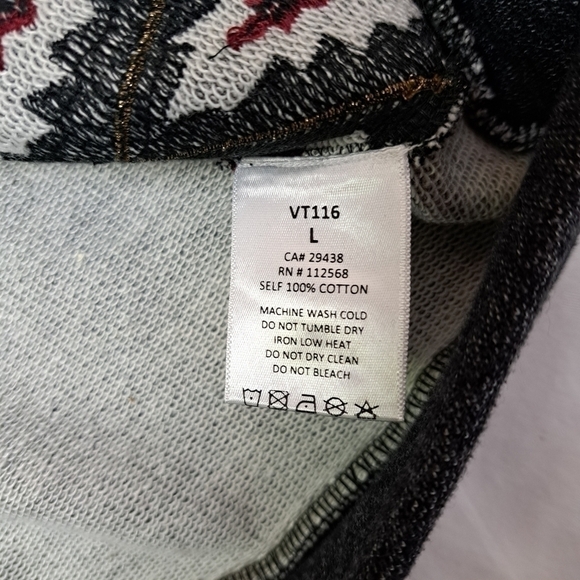 VT116
L
CA# 29438
RN # 112568
SELF 100% COTTON
MACHINE WASH COLD
DO NOT TUMBLE DRY
IRON LOW HEAT
DO NOT DRY CLEAN
DO NOT BLEACH